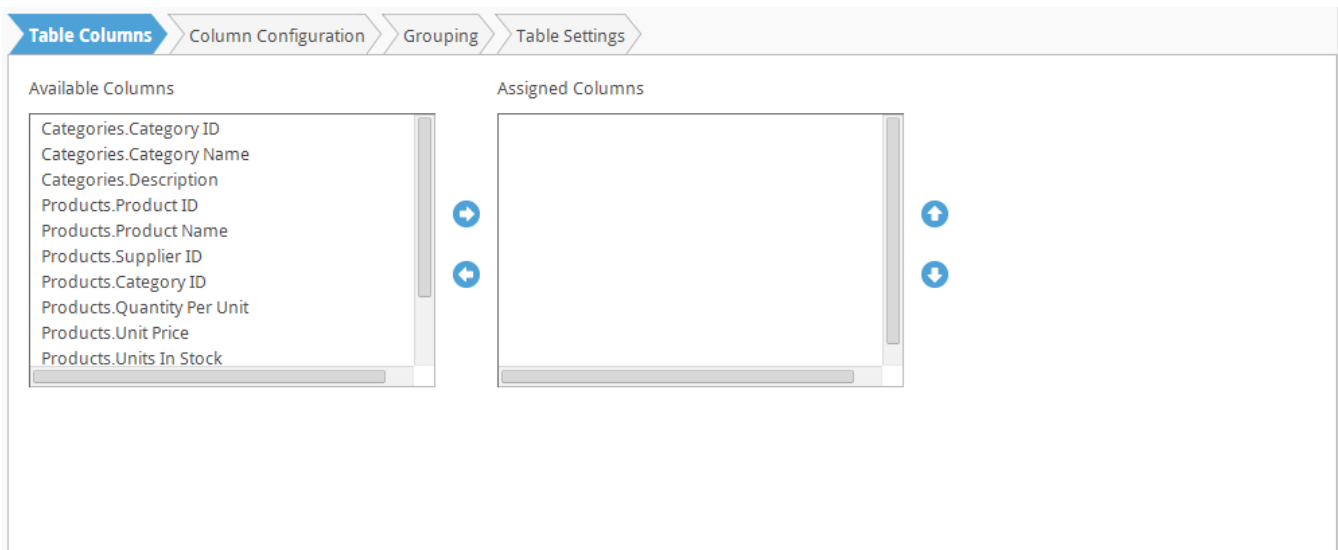 Table Columns Column Configuration Grouping Table Settings
Available Columns Assigned Columns
Categories.Category ID
Categories.Category Name
Categories.Description
Products.Product ID
Products.Product Name
Products.Supplier ID
Products.Category ID
Products.Quantity Per Unit
Products.Unit Price
Products.Units In Stock